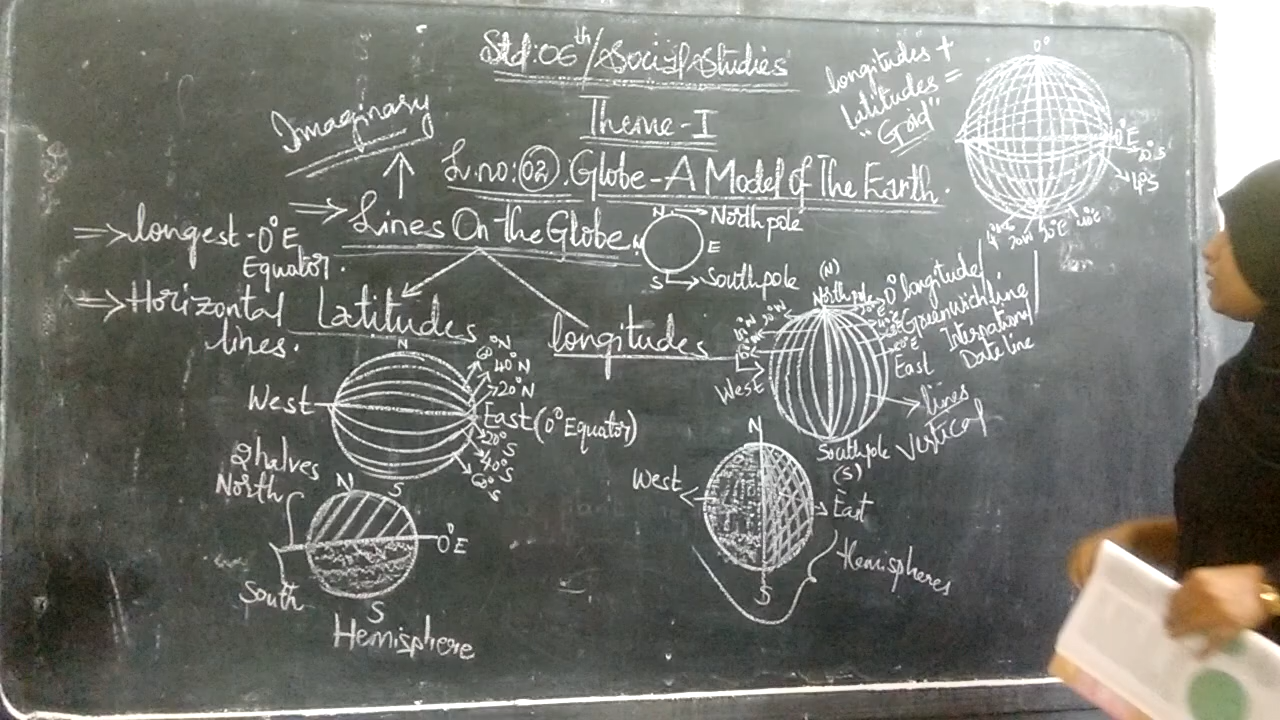 Std:06th/Social Studies
Theme-I
L.no:02.Globe-A Model of The Earth.
Imaginary
longitudes +
latitudes =
"Grid"
0°
0°E
⇒Lines On the Globe.
N
North pole
E
S
South pole
⇒longest-0°E
Equator.
⇒Horizontal
lines.
Latitudes
longitudes
N
40°N
20°N
West
East (0° Equator)
20°S
40°S
S
(N)
North pole
0° longitude/
Greenwich line
International
Date line
East
West
lines
Vertical
South pole
(S)
2 halves
North
N
0°E
South
S
Hemisphere
N
West
East
S
Hemispheres